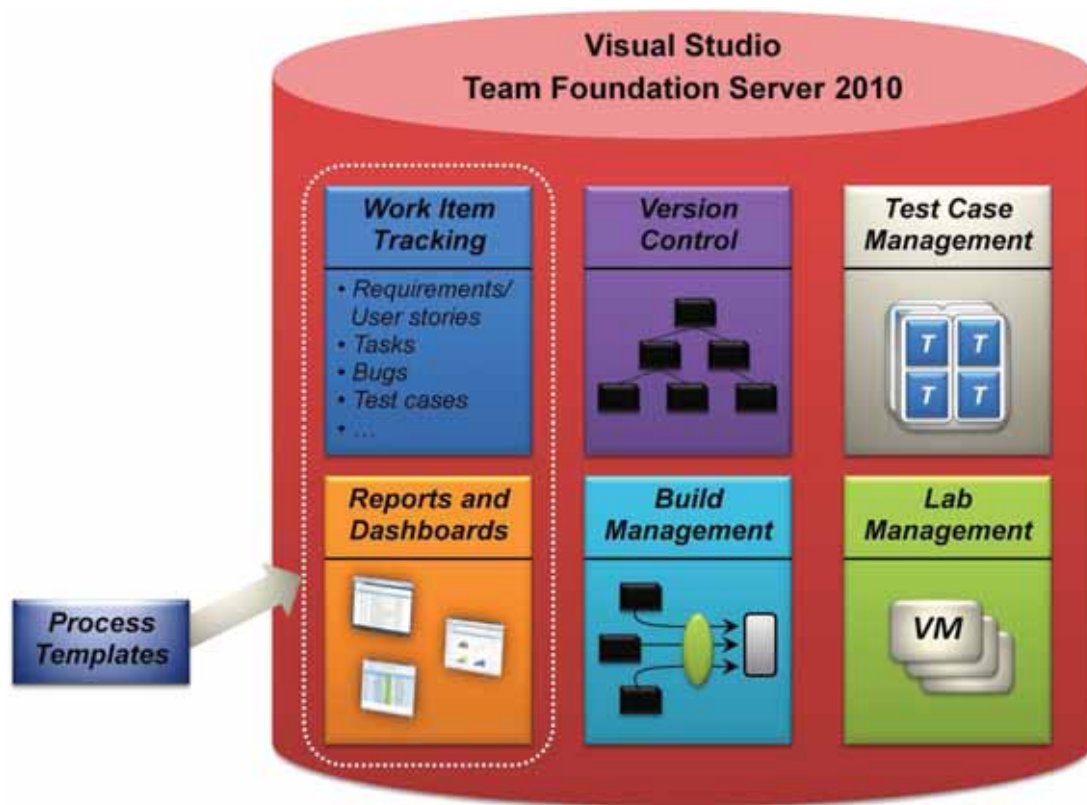 Visual Studio
Team Foundation Server 2010
Work Item
Tracking
• Requirements/
User stories
• Tasks
• Bugs
• Test cases
• ...
Version
Control
Test Case
Management
T T
T T
Reports and
Dashboards
Build
Management
Lab
Management
VM
Process
Templates